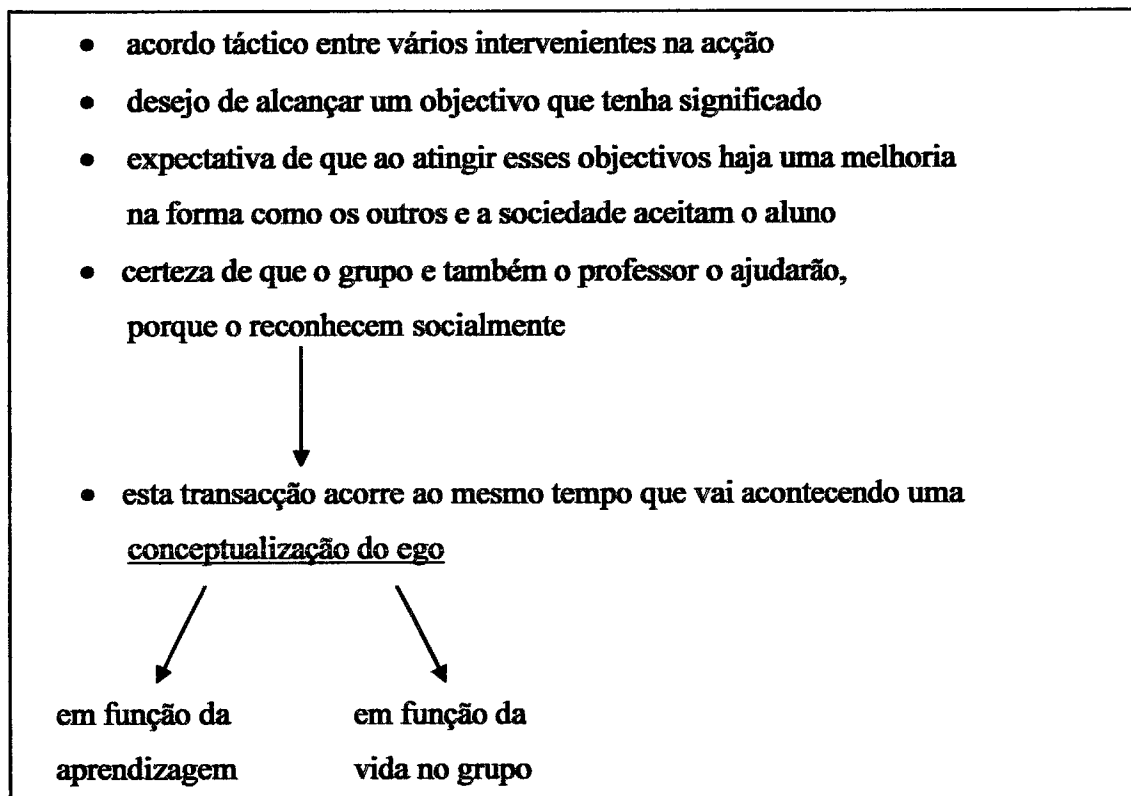 • acordo táctico entre vários intervenientes na acção
• desejo de alcançar um objectivo que tenha significado
• expectativa de que ao atingir esses objectivos haja uma melhoria
na forma como os outros e a sociedade aceitam o aluno
• certeza de que o grupo e também o professor o ajudarão,
porque o reconhecem socialmente
• esta transacção acorre ao mesmo tempo que vai acontecendo uma
conceptualização do ego
em função da
aprendizagem
em função da
vida no grupo